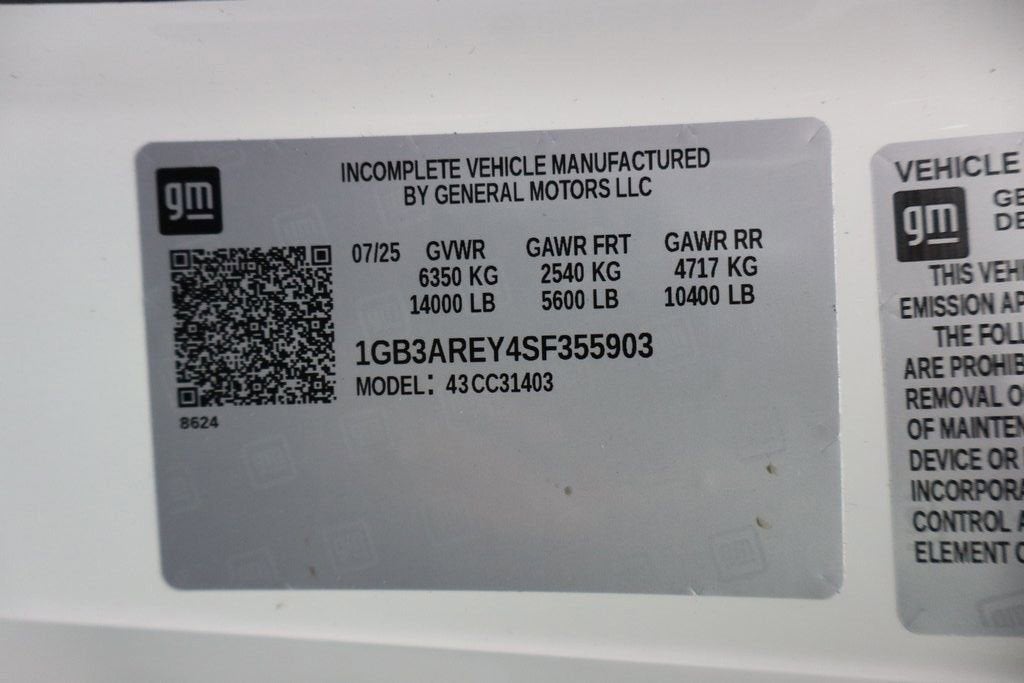 gm
INCOMPLETE VEHICLE MANUFACTURED
BY GENERAL MOTORS LLC
07/25 GVWR GAWR FRT GAWR RR
6350 KG 2540 KG 4717 KG
14000 LB 5600 LB 10400 LB
1GB3AREY4SF355903
MODEL: 43CC31403
8624
VEHICLE
gm
GE
DE
THIS VEHI
EMISSION AP
THE FOLL
ARE PROHIB
REMOVAL O
OF MAINTEN
DEVICE OR
INCORPORA
CONTROL A
ELEMENT O